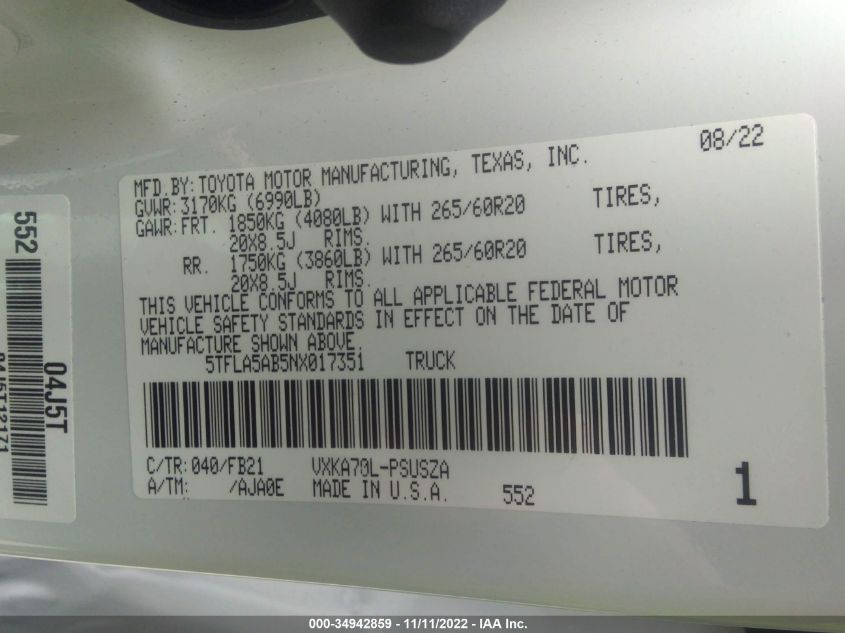 08/22
MFD.BY:TOYOTA MOTOR MANUFACTURING, TEXAS, INC.
GVWR:3170KG (6990LB)
GAWR:FRT. 1850KG (4080LB) WITH 265/60R20 TIRES,
20X8.5J RIMS.
RR. 1750KG (3860LB) WITH 265/60R20 TIRES,
20X8.5J RIMS.
THIS VEHICLE CONFORMS TO ALL APPLICABLE FEDERAL MOTOR
VEHICLE SAFETY STANDARDS IN EFFECT ON THE DATE OF
MANUFACTURE SHOWN ABOVE.
5TFLA5AB5NX017351 TRUCK
C/TR:040/FB21 VXKA70L-PSUSZA
A/TM: /AJA0E MADE IN U.S.A. 552 1
552
04J5T
000-34942859 - 11/11/2022 - IAA Inc.